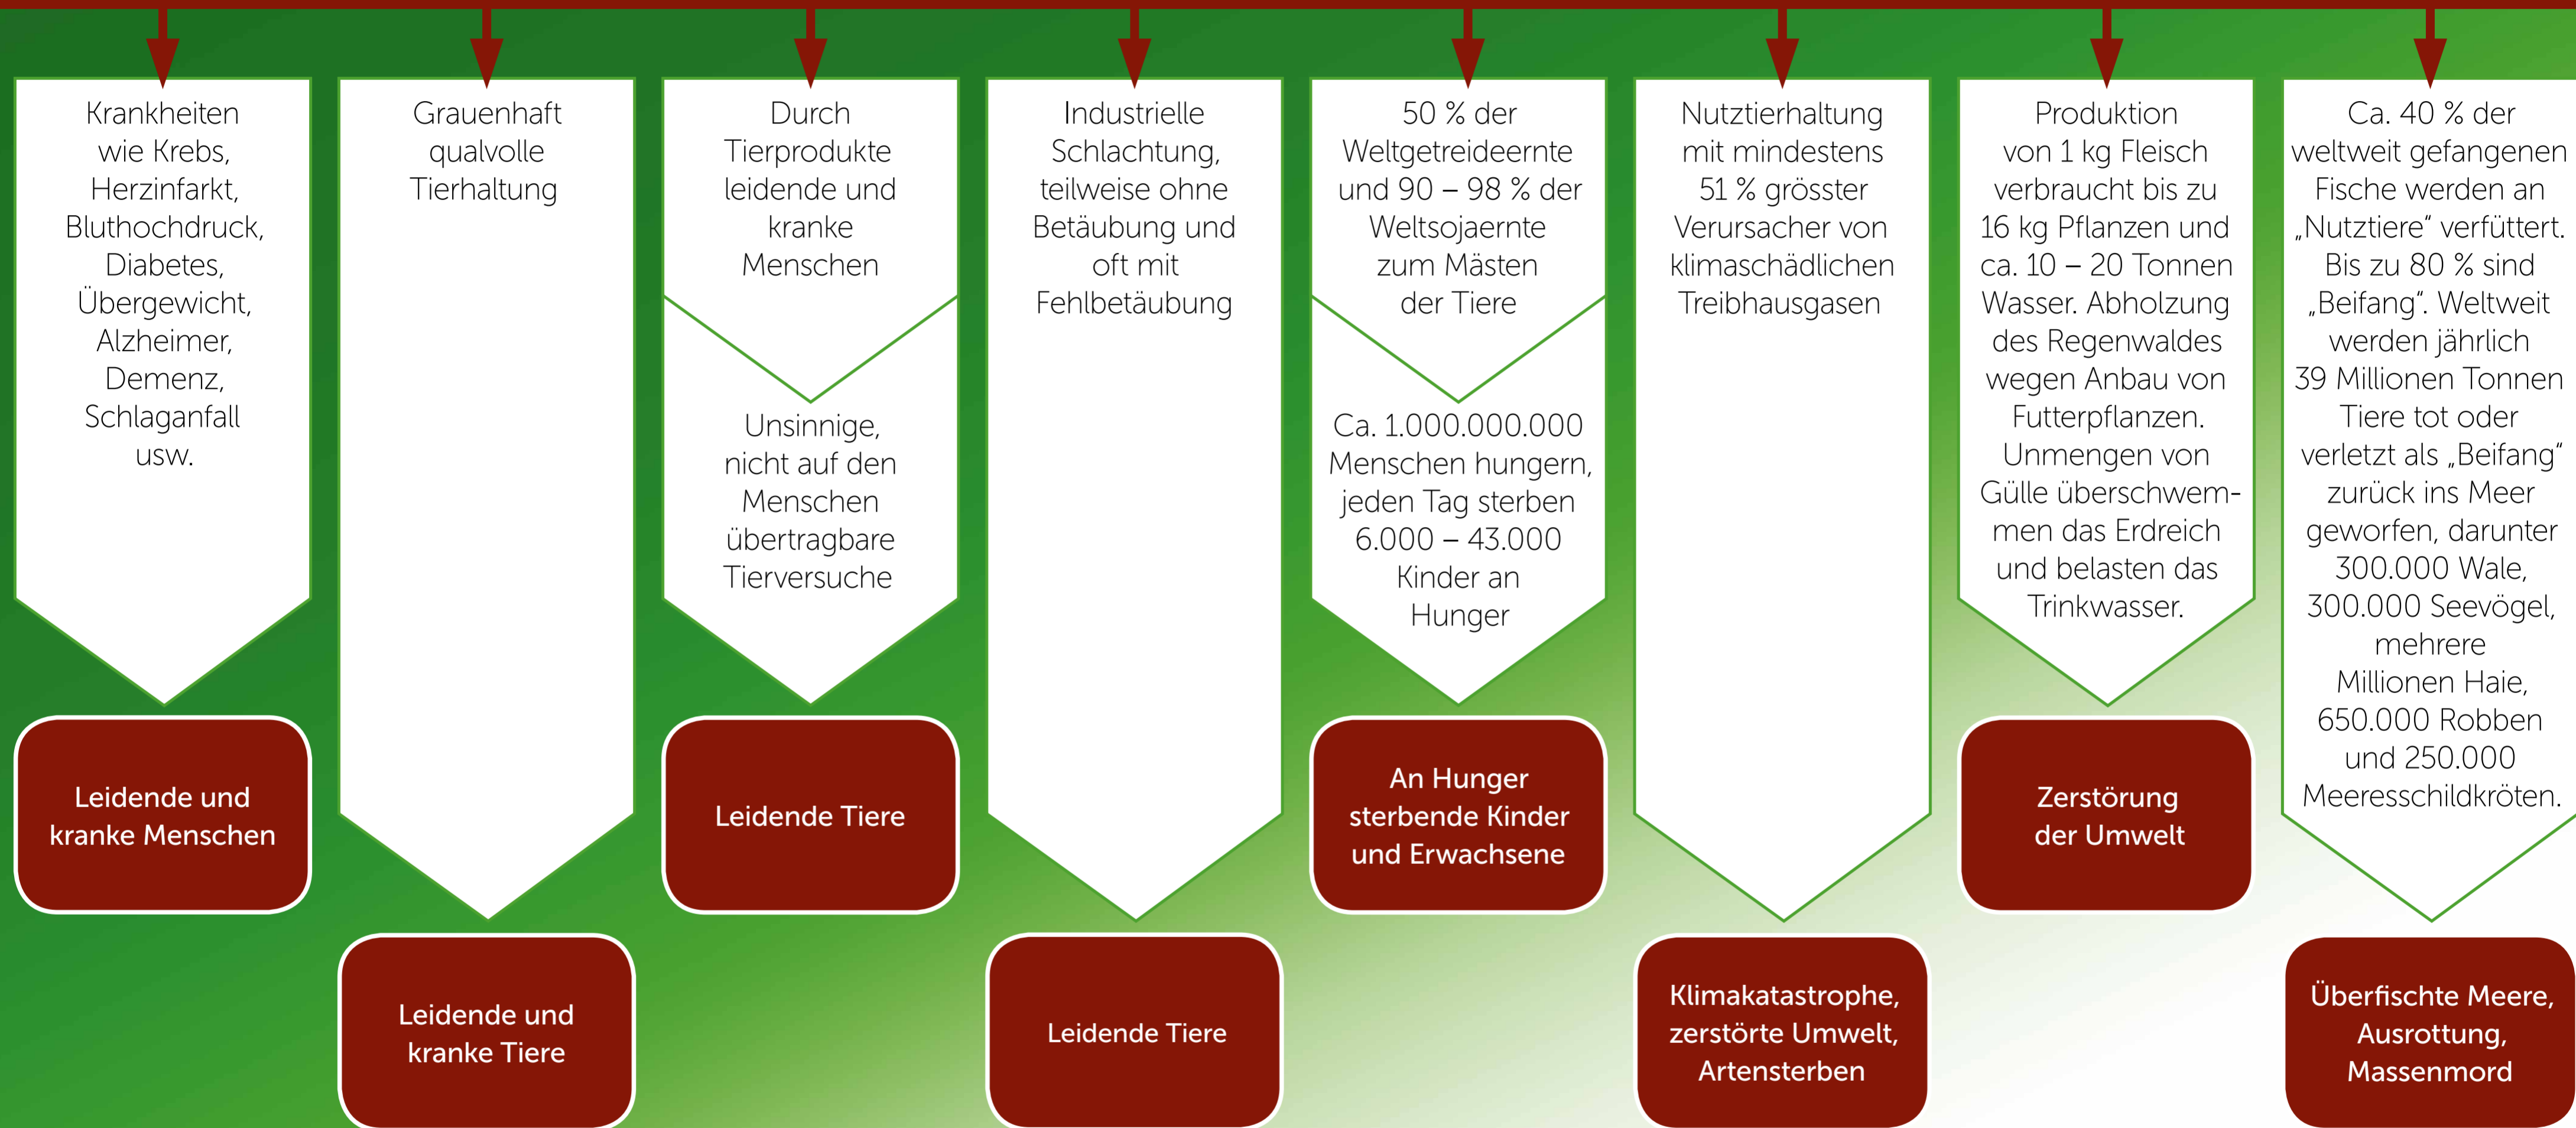 Krankheiten
wie Krebs,
Herzinfarkt,
Bluthochdruck,
Diabetes,
Übergewicht,
Alzheimer,
Demenz,
Schlaganfall
usw.
Leidende und
kranke Menschen
Grauenhaft
qualvolle
Tierhaltung
Leidende und
kranke Tiere
Durch
Tierprodukte
leidende und
kranke
Menschen
Unsinnige,
nicht auf den
Menschen
übertragbare
Tierversuche
Leidende Tiere
Industrielle
Schlachtung,
teilweise ohne
Betäubung und
oft mit
Fehlbetäubung
Leidende Tiere
50 % der
Weltgetreideernte
und 90 – 98 % der
Weltsojaernte
zum Mästen
der Tiere
Ca. 1.000.000.000
Menschen hungern,
jeden Tag sterben
6.000 – 43.000
Kinder an
Hunger
An Hunger
sterbende Kinder
und Erwachsene
Nutztierhaltung
mit mindestens
51 % grösster
Verursacher von
klimaschädlichen
Treibhausgasen
Klimakatastrophe,
zerstörte Umwelt,
Artensterben
Produktion
von 1 kg Fleisch
verbraucht bis zu
16 kg Pflanzen und
ca. 10 – 20 Tonnen
Wasser. Abholzung
des Regenwaldes
wegen Anbau von
Futterpflanzen.
Unmengen von
Gülle überschwem-
men das Erdreich
und belasten das
Trinkwasser.
Zerstörung
der Umwelt
Ca. 40 % der
weltweit gefangenen
Fische werden an
„Nutztiere“ verfüttert.
Bis zu 80 % sind
„Beifang“. Weltweit
werden jährlich
39 Millionen Tonnen
Tiere tot oder
verletzt als „Beifang“
zurück ins Meer
geworfen, darunter
300.000 Wale,
300.000 Seevögel,
mehrere
Millionen Haie,
650.000 Robben
und 250.000
Meeresschildkröten.
Überfischte Meere,
Ausrottung,
Massenmord